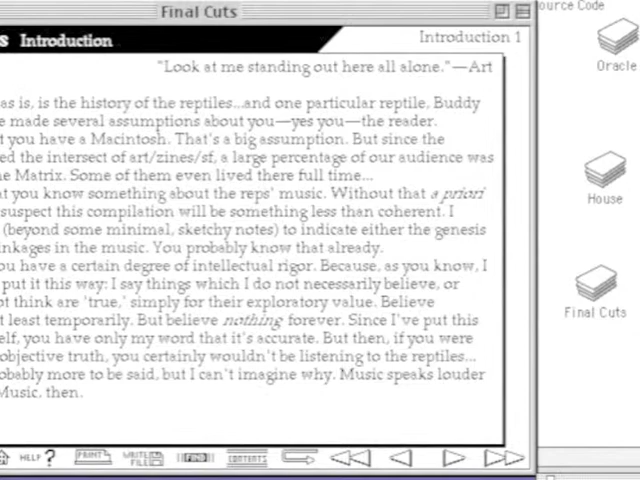 Final Cuts
s Introduction
Introduction 1
"Look at me standing out here all alone."—Art
as is, is the history of the reptiles...and one particular reptile, Buddy
e made several assumptions about you—yes you—the reader.
t you have a Macintosh. That's a big assumption. But since the
ed the intersect of art/zines/sf, a large percentage of our audience was
he Matrix. Some of them even lived there full time...
at you know something about the reps' music. Without that a priori
suspect this compilation will be something less than coherent. I
(beyond some minimal, sketchy notes) to indicate either the genesis
inkages in the music. You probably know that already.
ou have a certain degree of intellectual rigor. Because, as you know, I
put it this way: I say things which I do not necessarily believe, or
ot think are 'true,' simply for their exploratory value. Believe
t least temporarily. But believe nothing forever. Since I've put this
elf, you have only my word that it's accurate. But then, if you were
objective truth, you certainly wouldn't be listening to the reptiles...
obably more to be said, but I can't imagine why. Music speaks louder
Music, then.
HELP ? PRINT WRITE FILE FIND CONTENTS
ource Code
Oracle
House
Final Cuts